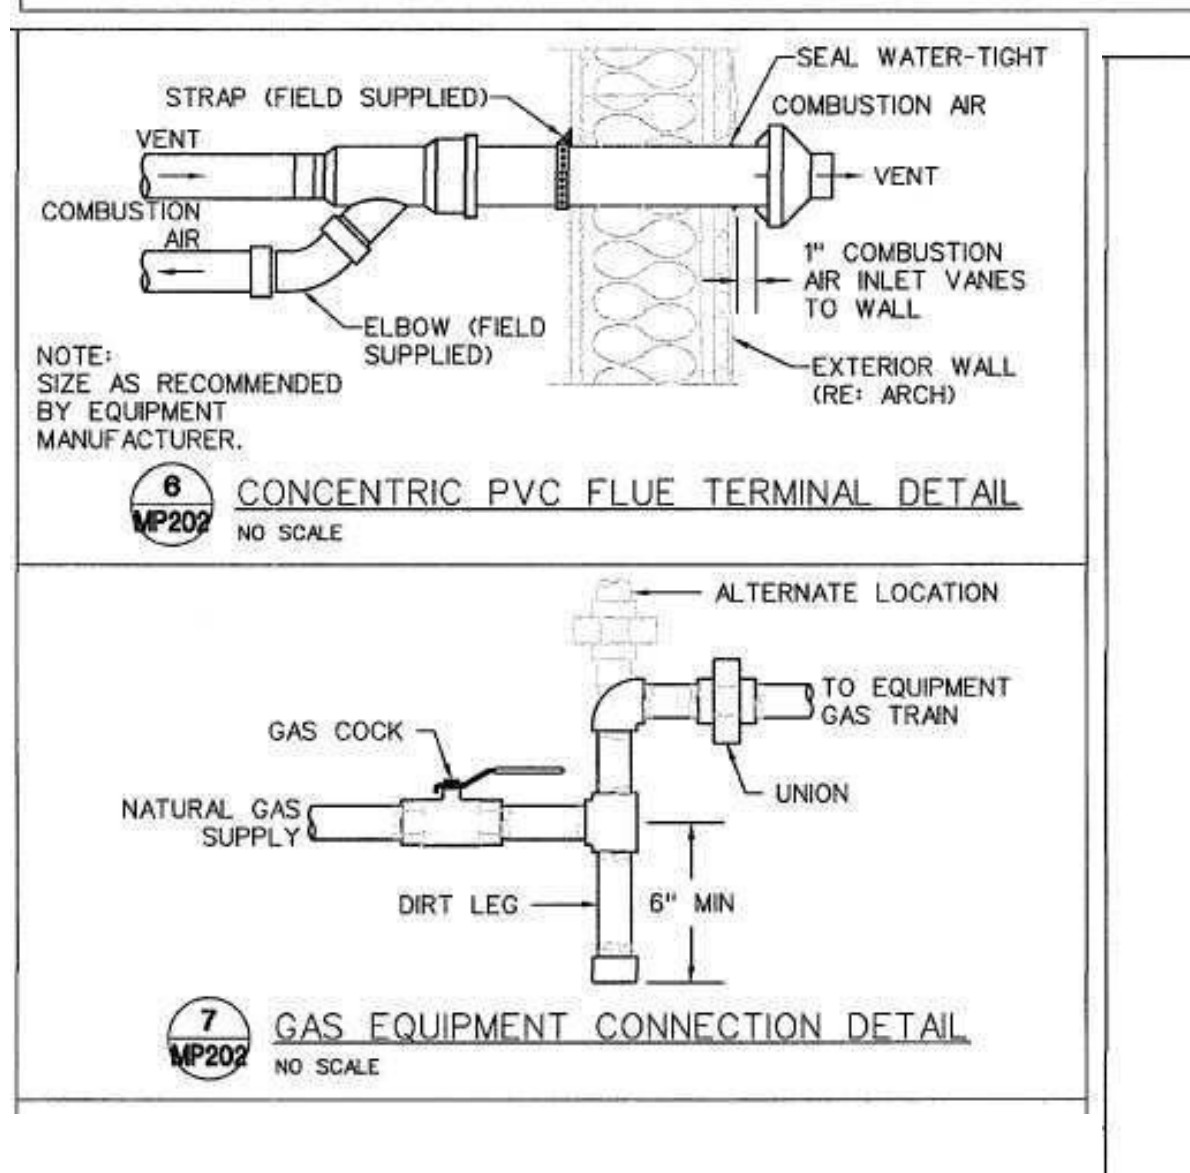 SEAL WATER-TIGHT
STRAP (FIELD SUPPLIED)
COMBUSTION AIR
VENT
VENT
COMBUSTION
AIR
1" COMBUSTION
AIR INLET VANES
TO WALL
ELBOW (FIELD
SUPPLIED)
EXTERIOR WALL
(RE: ARCH)
NOTE:
SIZE AS RECOMMENDED
BY EQUIPMENT
MANUFACTURER.
6
MP202
CONCENTRIC PVC FLUE TERMINAL DETAIL
NO SCALE
ALTERNATE LOCATION
TO EQUIPMENT
GAS TRAIN
GAS COCK
UNION
NATURAL GAS
SUPPLY
DIRT LEG
6" MIN
7
MP202
GAS EQUIPMENT CONNECTION DETAIL
NO SCALE